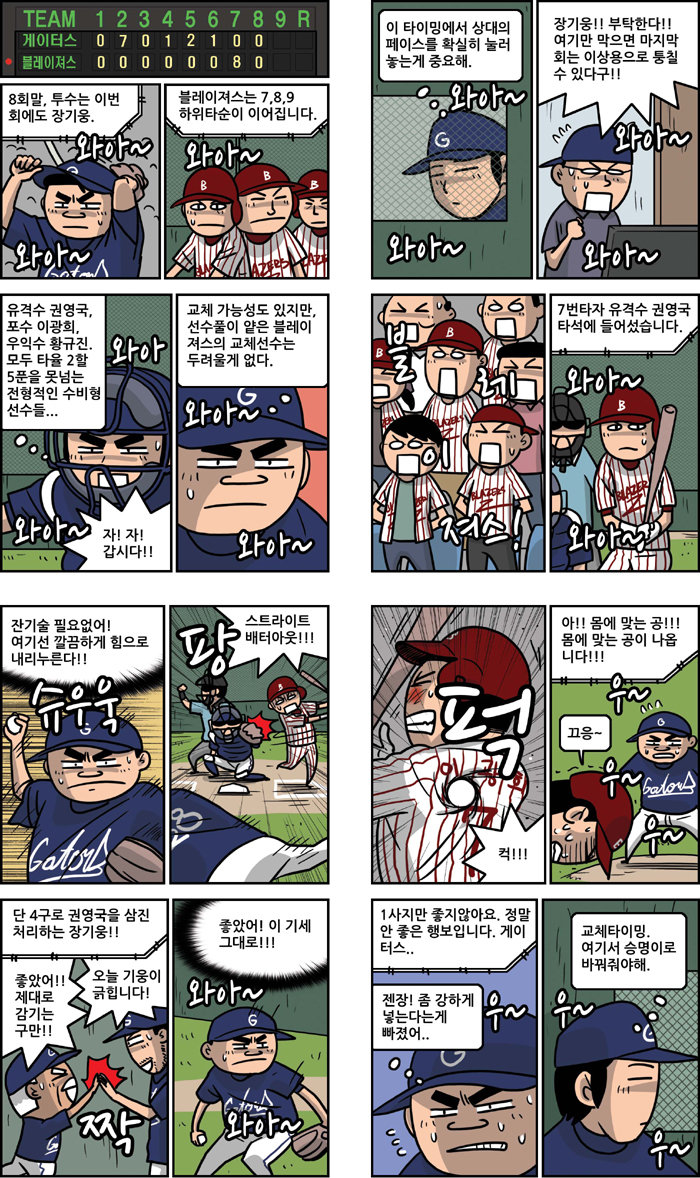 TEAM 1 2 3 4 5 6 7 8 9 R
게이터스 0 7 0 1 2 1 0 0
블레이져스 0 0 0 0 0 0 8 0
8회말, 투수는 이번
회에도 장기웅.
와아~
와아~
G
Gators
블레이져스는 7,8,9
하위타순이 이어집니다.
와아~
B
B
B
BLAZERS
LAZERS
LAZERS
유격수 권영국,
포수 이광희,
우익수 황규진.
모두 타율 2할
5푼을 못넘는
전형적인 수비형
선수들...
와아
와아~
자! 자!
갑시다!!
교체 가능성도 있지만,
선수풀이 얕은 블레이
져스의 교체선수는
두려울게 없다.
와아~
와아~
잔기술 필요없어!
여기선 깔끔하게 힘으로
내리누른다!!
슈우욱
G
Gators
팡
스트라이트
배터아웃!!!
단 4구로 권영국을 삼진
처리하는 장기웅!!
좋았어!!
제대로
감기는
구만!!
오늘 기웅이
긁힙니다!
짝
좋았어! 이 기세
그대로!!!
와아~
G
와아~
이 타이밍에서 상대의
페이스를 확실히 눌러
놓는게 중요해.
와아~
G
와아~
장기웅!! 부탁한다!!
여기만 막으면 마지막
회는 이상용으로 퉁칠
수 있다구!!
와아~
와아~
블
레
이
져스!
B
BLAZERS
BLAZERS
7번타자 유격수 권영국
타석에 들어섰습니다.
B
BLAZER
와아~
퍽
이광희
컥!!!
아!! 몸에 맞는 공!!!
몸에 맞는 공이 나옵
니다!!!
우~
끄응~
우~
G
Gators
우~
1사지만 좋지않아요. 정말
안 좋은 행보입니다. 게이
터스..
젠장! 좀 강하게
넣는다는게
빠졌어..
우~
G
교체타이밍.
여기서 승명이로
바꿔줘야해.
우~
G
우~